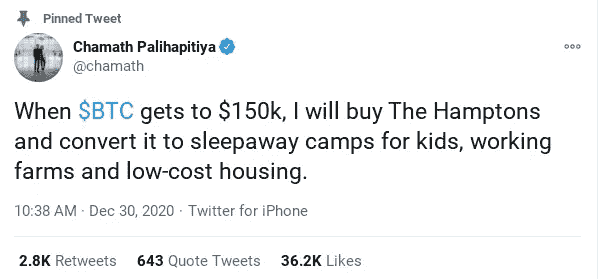 Pinned Tweet
Chamath Palihapitiya
@chamath
When $BTC gets to $150k, I will buy The Hamptons
and convert it to sleepaway camps for kids, working
farms and low-cost housing.
10:38 AM · Dec 30, 2020 · Twitter for iPhone
2.8K Retweets 643 Quote Tweets 36.2K Likes